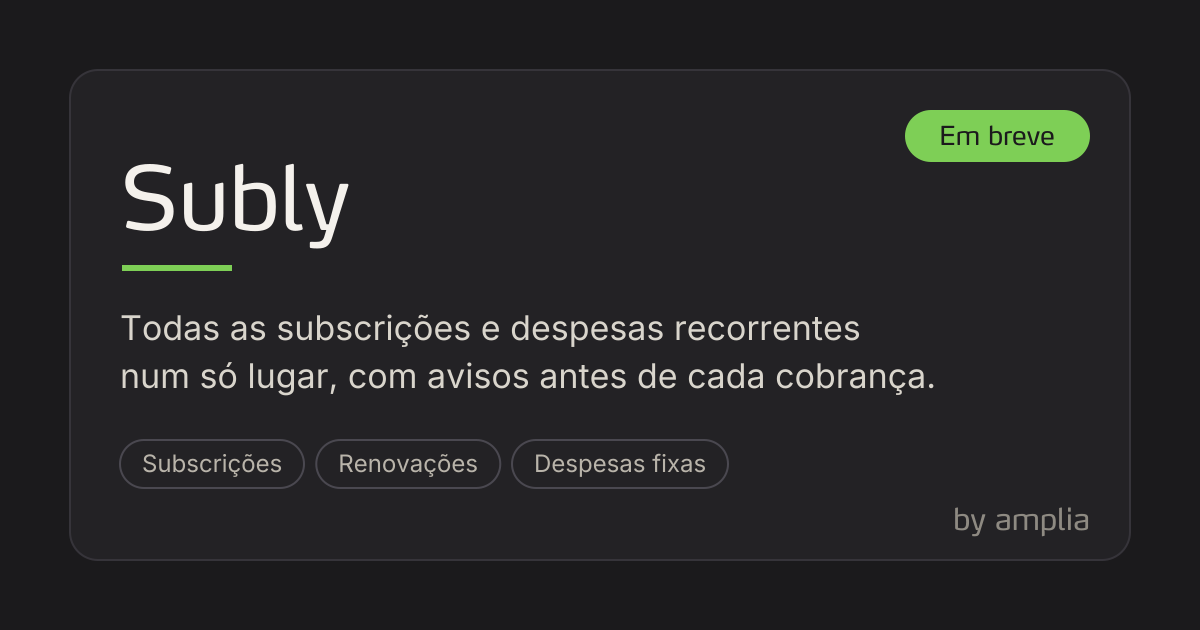 Em breve
Subly
Todas as subscrições e despesas recorrentes
num só lugar, com avisos antes de cada cobrança.
Subscrições
Renovações
Despesas fixas
by amplia